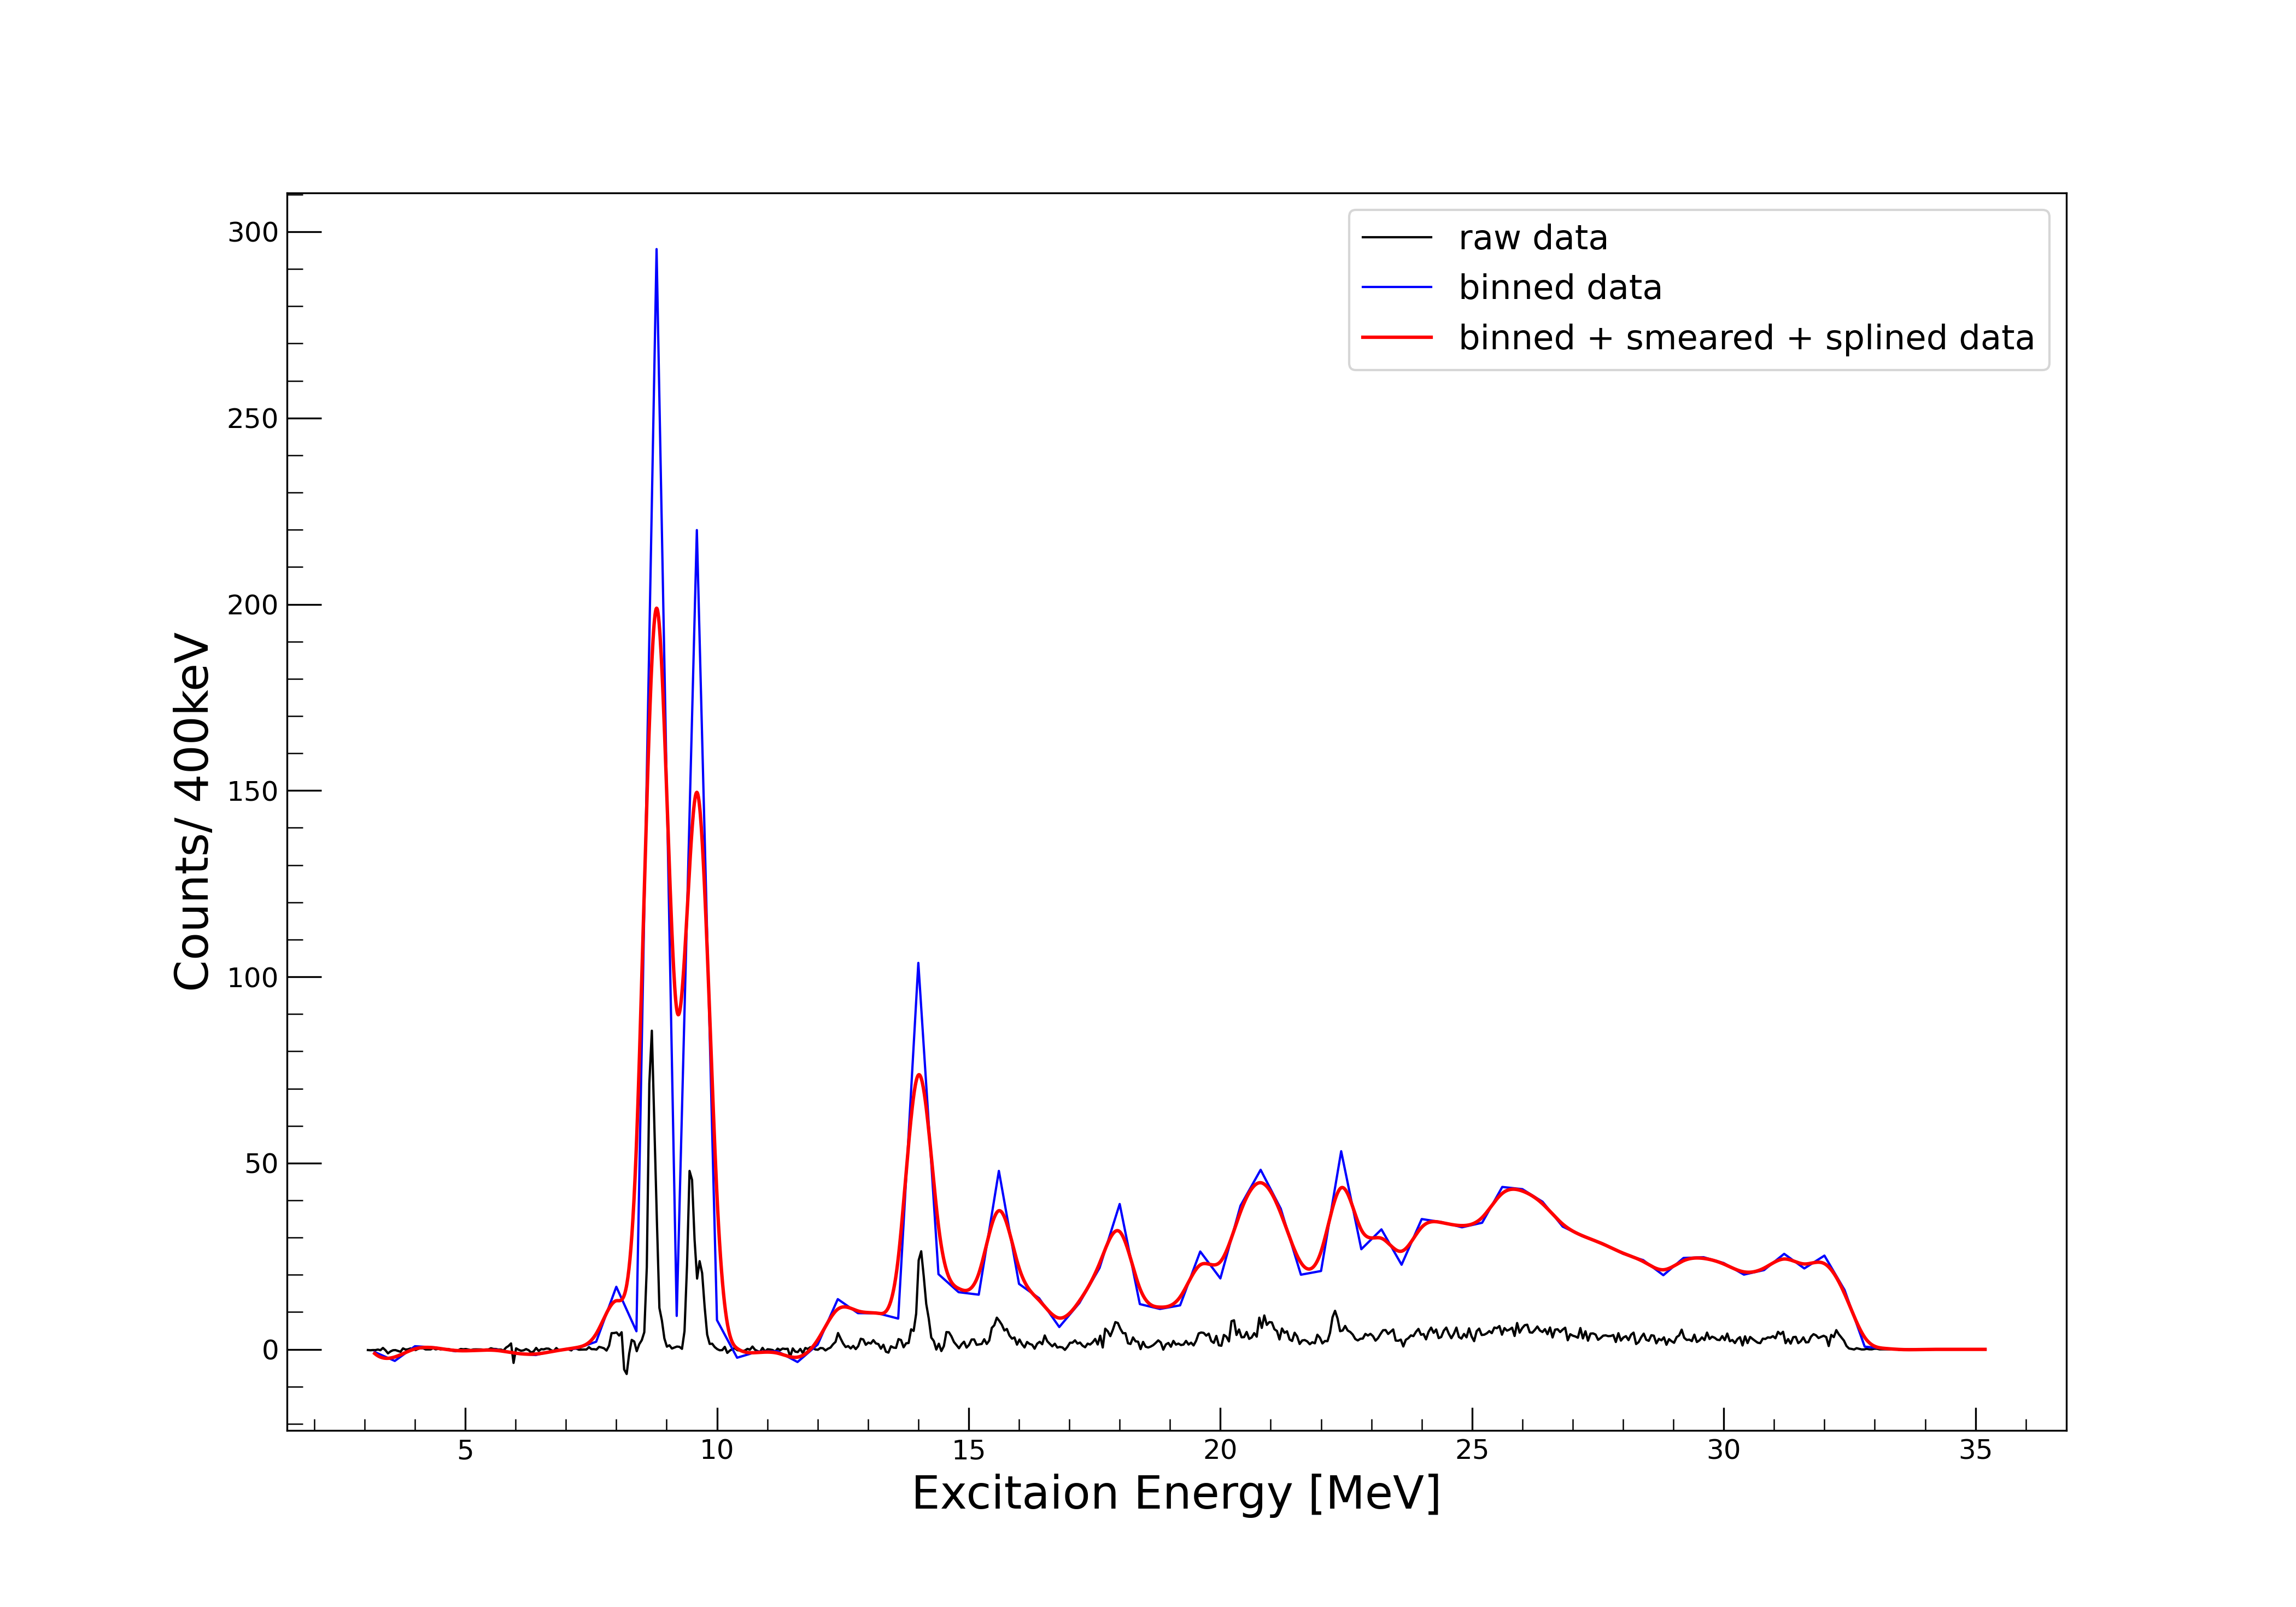 raw data
binned data
binned + smeared + splined data
300
250
200
150
100
50
0
Counts/ 400keV
5 10 15 20 25 30 35
Excitaion Energy [MeV]